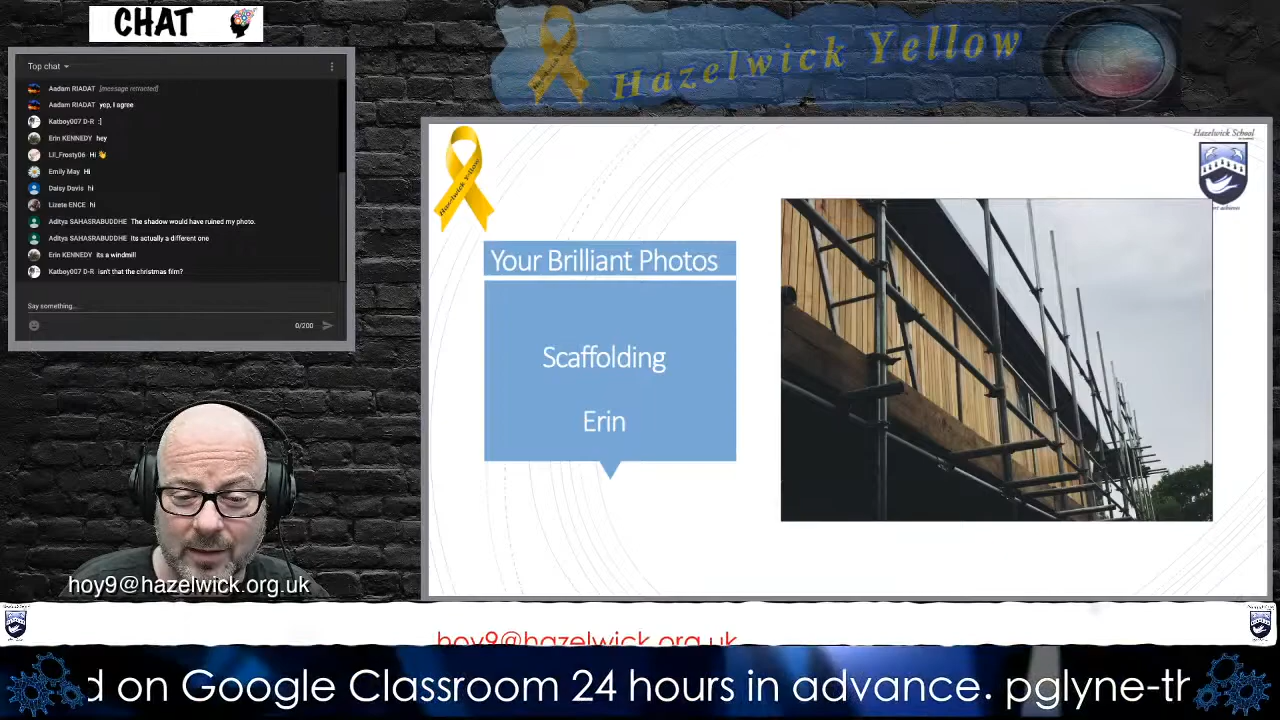 CHAT
Top chat
Aadam RIADAT [message retracted]
Aadam RIADAT yep, I agree
Katboy007 D-R :]
Erin KENNEDY hey
Lil_Frosty06 Hi 👋
Emily May Hi
Daisy Davis hi
Lizete ENCE hi
Aditya SAHASRABUDDHE The shadow would have ruined my photo.
Aditya SAHASRABUDDHE Its actually a different one
Erin KENNEDY its a windmill
Katboy007 D-R isn't that the christmas film?
Say something...
0/200
hoy9@hazelwick.org.uk
Hazelwick Yellow
Hazelwick Yellow
Hazelwick School
Your Brilliant Photos
Scaffolding
Erin
hoy9@hazelwick.org.uk
d on Google Classroom 24 hours in advance. pglyne-th